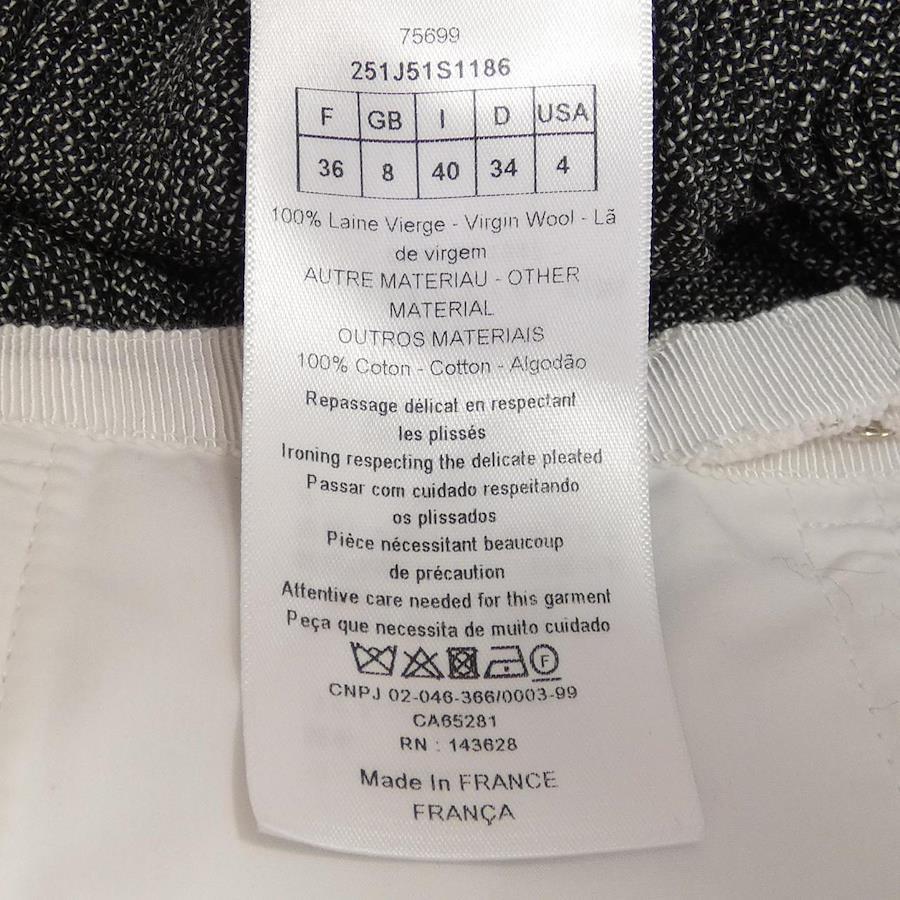 75699
251J51S1186
F GB I D USA
36 8 40 34 4
100% Laine Vierge - Virgin Wool - Lã
de virgem
AUTRE MATERIAU - OTHER
MATERIAL
OUTROS MATERIAIS
100% Coton - Cotton - Algodão
Repassage délicat en respectant
les plissés
Ironing respecting the delicate pleated
Passar com cuidado respeitando
os plissados
Pièce nécessitant beaucoup
de précaution
Attentive care needed for this garment
Peça que necessita de muito cuidado
F
CNPJ 02-046-366/0003-99
CA65281
RN : 143628
Made In FRANCE
FRANÇA